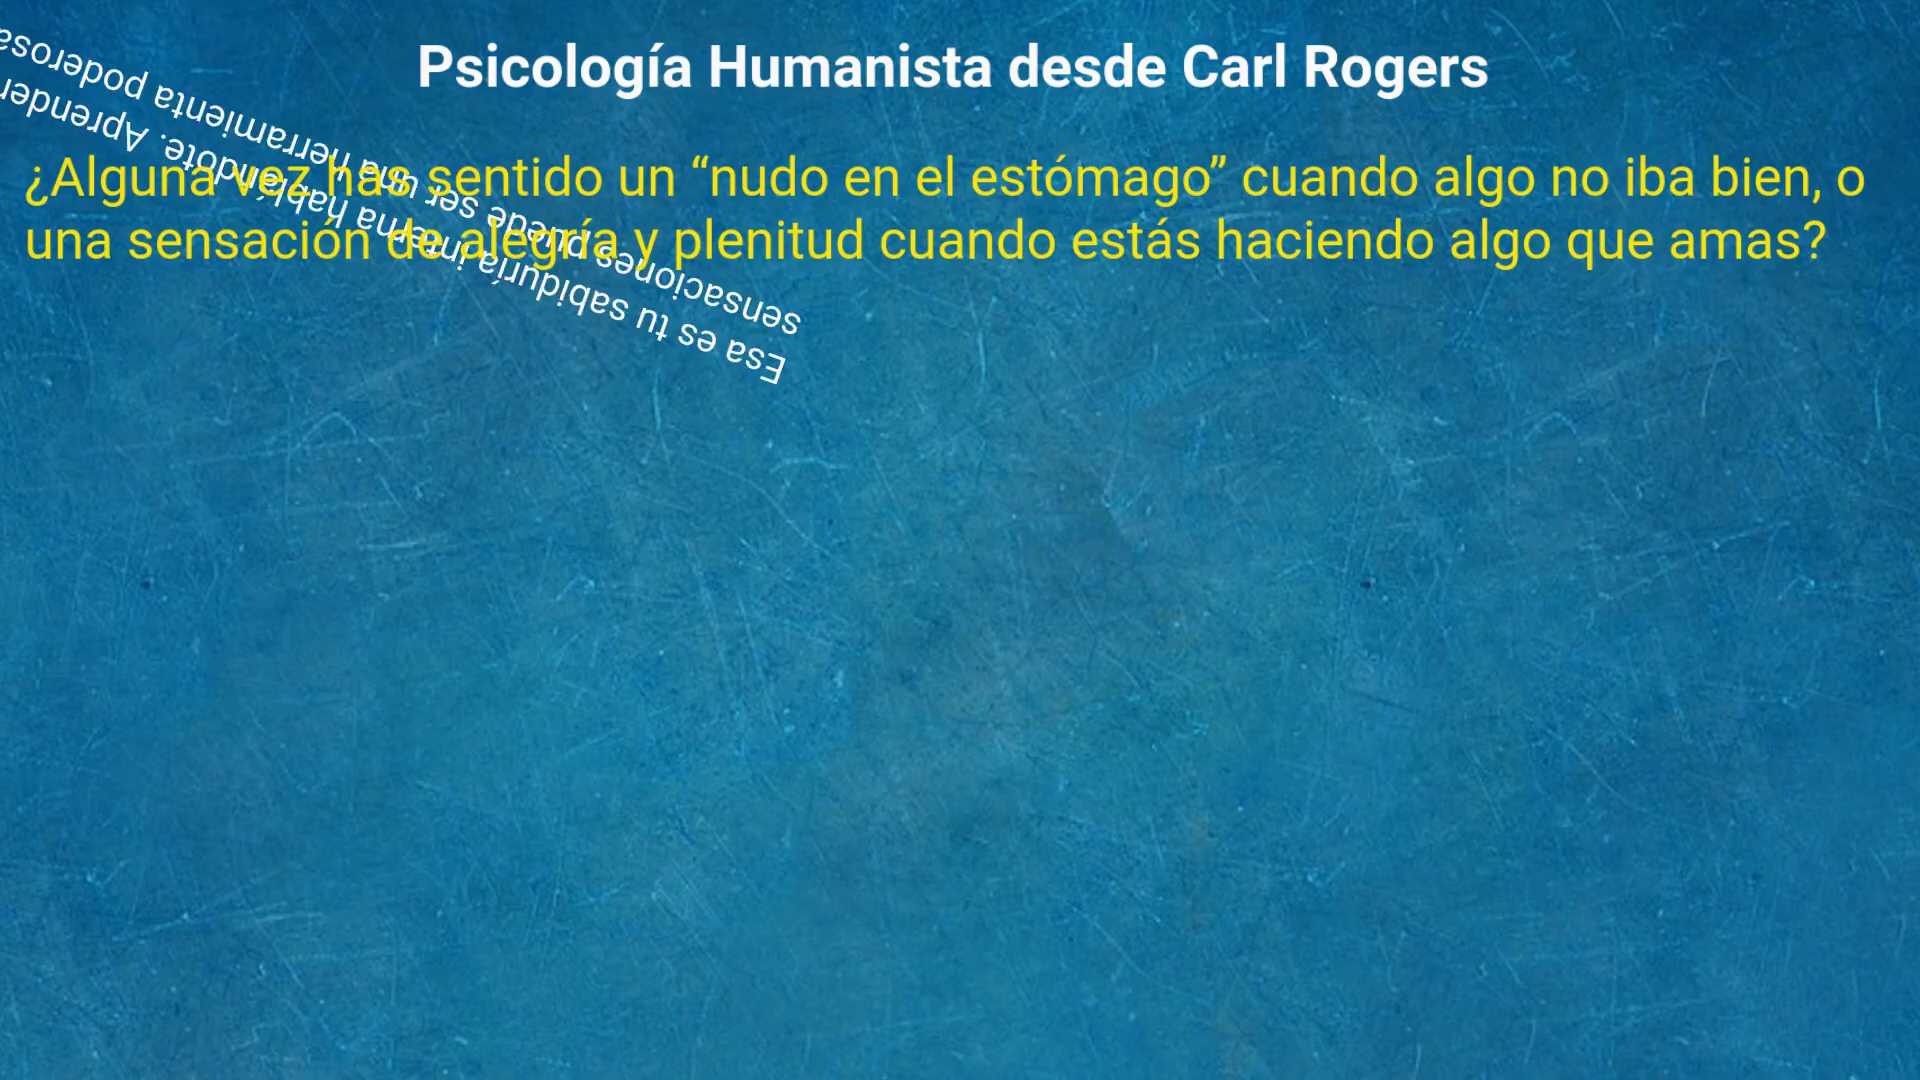 Psicología Humanista desde Carl Rogers
¿Alguna vez has sentido un “nudo en el estómago” cuando algo no iba bien, o
una sensación de alegría y plenitud cuando estás haciendo algo que amas?
Esa es tu sabiduría interna hablándote. Aprender
sensaciones puede ser una herramienta poderosa